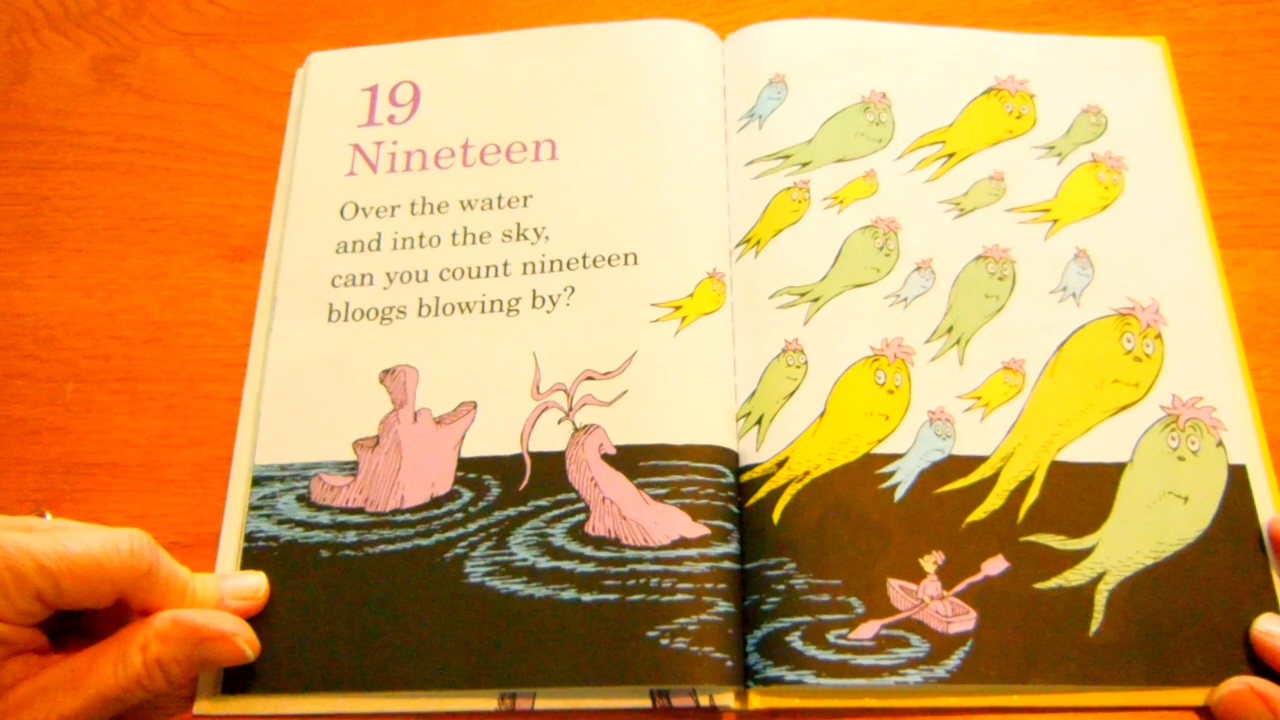 19
Nineteen
Over the water
and into the sky,
can you count nineteen
bloogs blowing by?